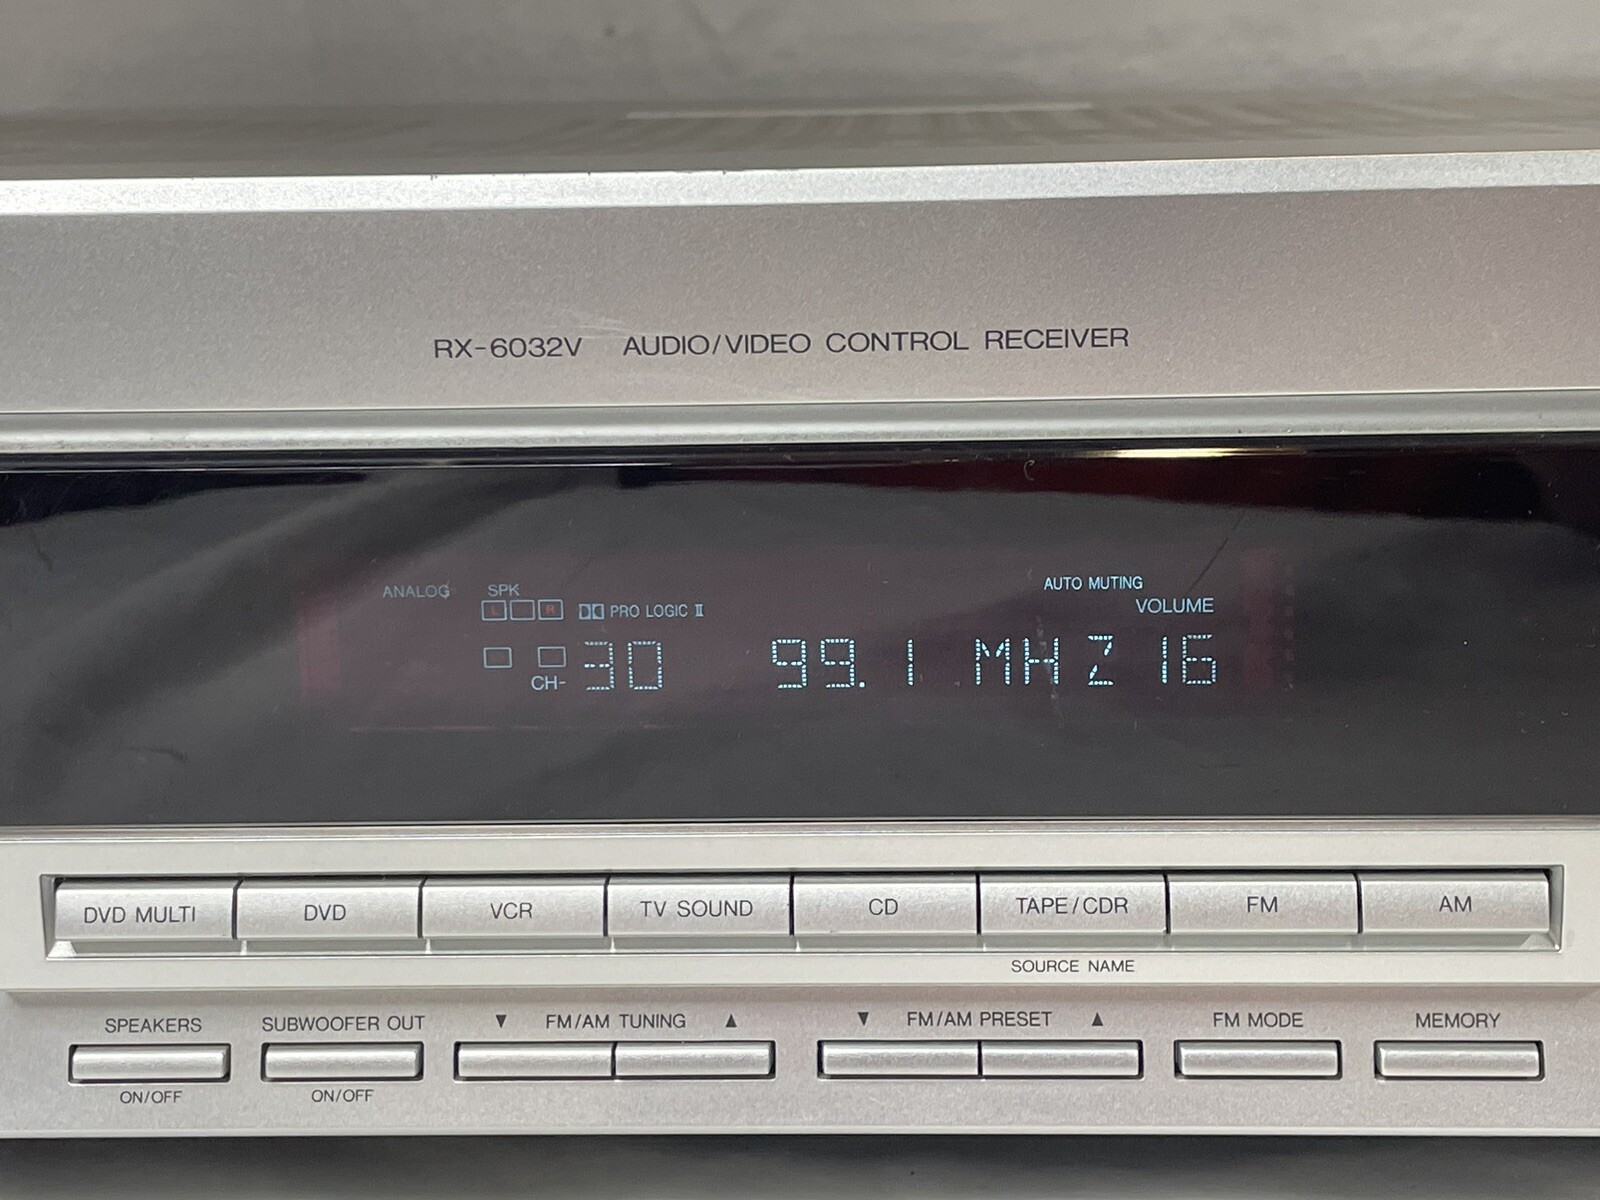 RX-6032V AUDIO/VIDEO CONTROL RECEIVER
ANALOG SPK AUTO MUTING
L R PRO LOGIC II VOLUME
CH- 30 99.1 MHZ 16
DVD MULTI DVD VCR TV SOUND CD TAPE/CDR FM AM
SOURCE NAME
SPEAKERS SUBWOOFER OUT ▼ FM/AM TUNING ▲ ▼ FM/AM PRESET ▲ FM MODE MEMORY
ON/OFF ON/OFF